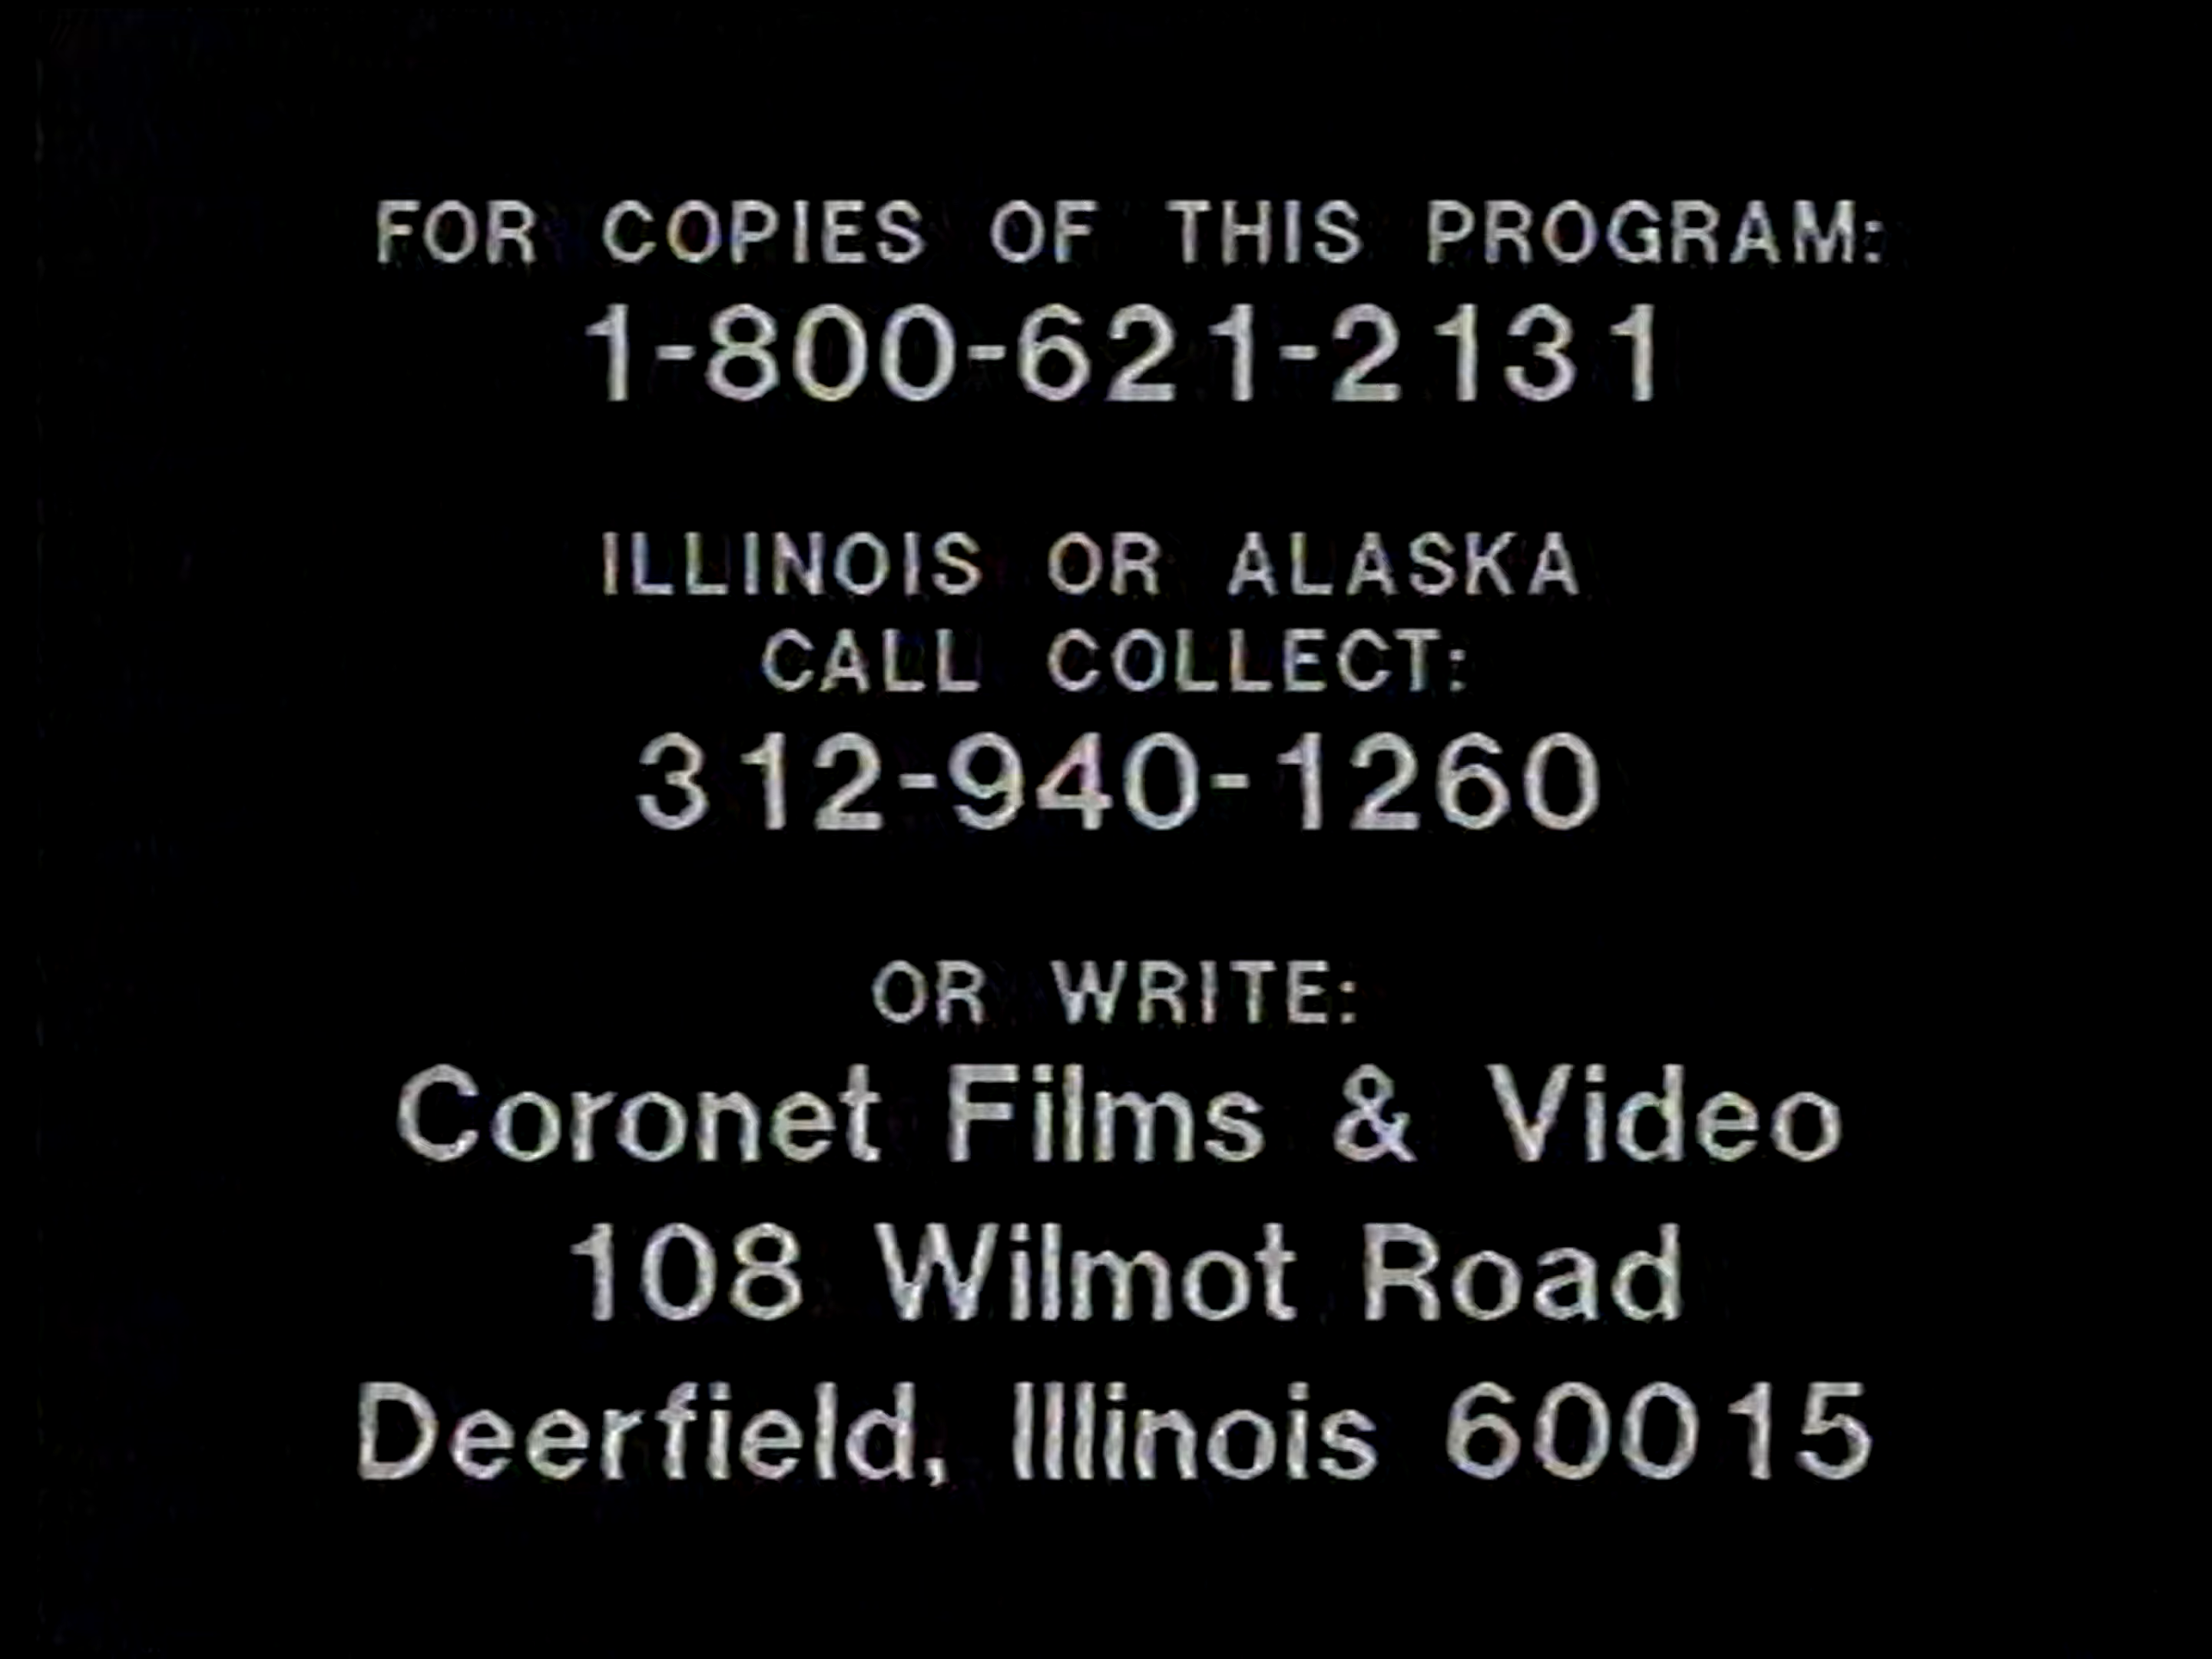 FOR COPIES OF THIS PROGRAM:
1-800-621-2131
ILLINOIS OR ALASKA
CALL COLLECT:
312-940-1260
OR WRITE:
Coronet Films & Video
108 Wilmot Road
Deerfield, Illinois 60015